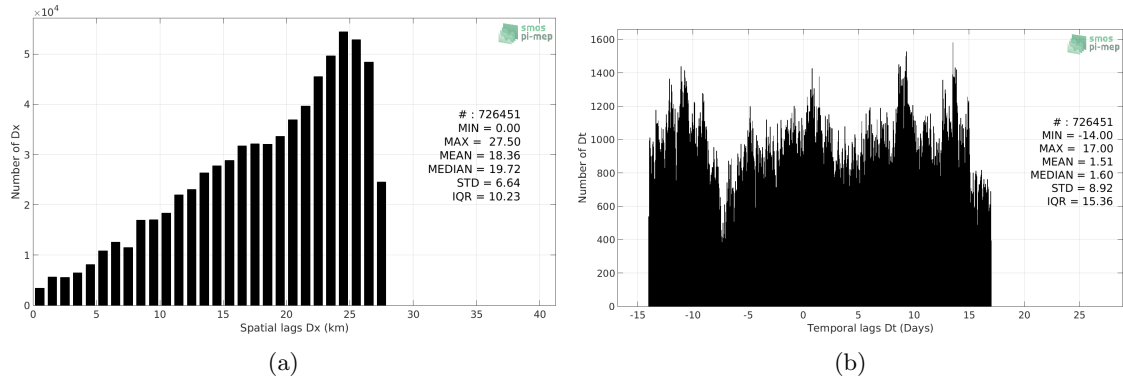 ×10⁴
smos
pi-mep
6
5
4
3
2
1
0
Number of Dx
# : 726451
MIN = 0.00
MAX = 27.50
MEAN = 18.36
MEDIAN = 19.72
STD = 6.64
IQR = 10.23
0 5 10 15 20 25 30 35 40
Spatial lags Dx (km)
(a)
smos
pi-mep
1600
1400
1200
1000
800
600
400
200
0
Number of Dt
# : 726451
MIN = -14.00
MAX = 17.00
MEAN = 1.51
MEDIAN = 1.60
STD = 8.92
IQR = 15.36
-15 -10 -5 0 5 10 15 20 25
Temporal lags Dt (Days)
(b)